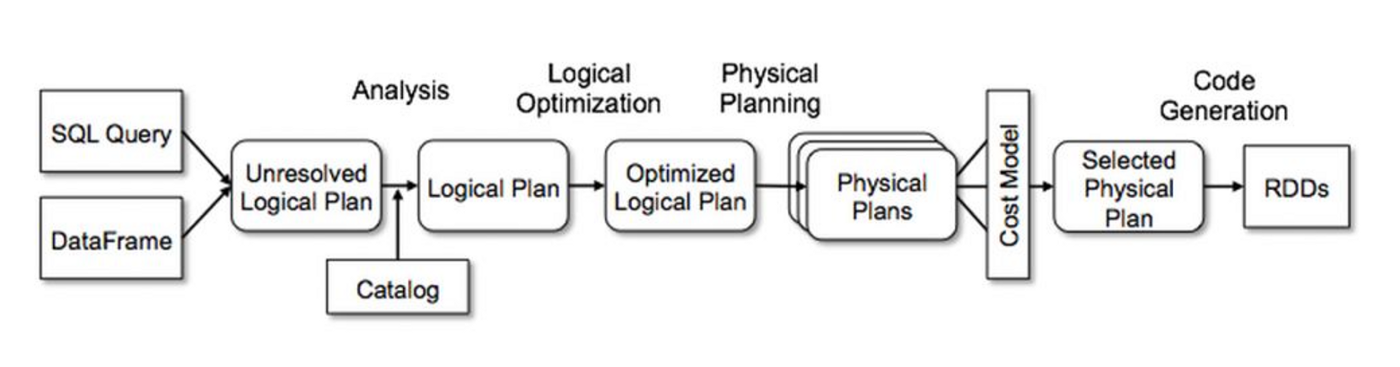 Analysis
Logical
Optimization
Physical
Planning
Code
Generation
SQL Query
DataFrame
Unresolved
Logical Plan
Catalog
Logical Plan
Optimized
Logical Plan
Physical
Plans
Cost Model
Selected
Physical
Plan
RDDs